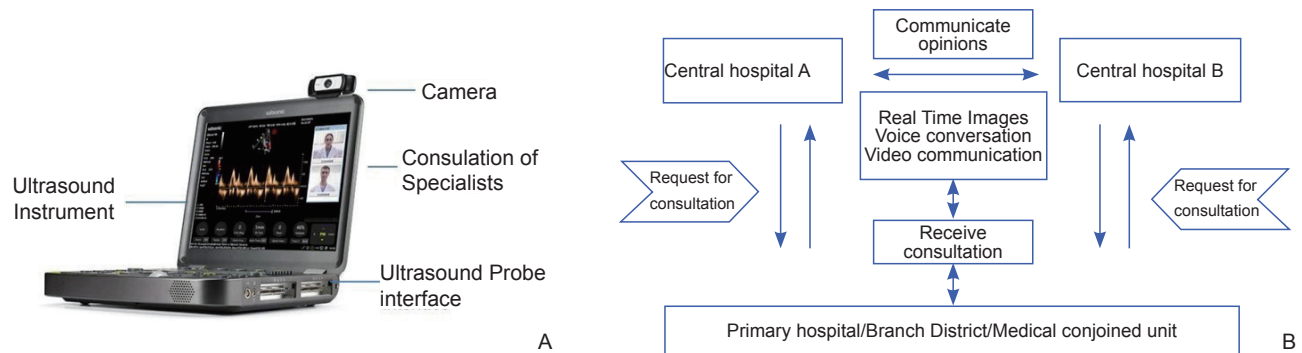 Camera
Consulation of
Specialists
Ultrasound
Instrument
Ultrasound Probe
interface
A
Communicate
opinions
Central hospital A
Central hospital B
Real Time Images
Voice conversation
Video communication
Request for
consultation
Request for
consultation
Receive
consultation
Primary hospital/Branch District/Medical conjoined unit
B